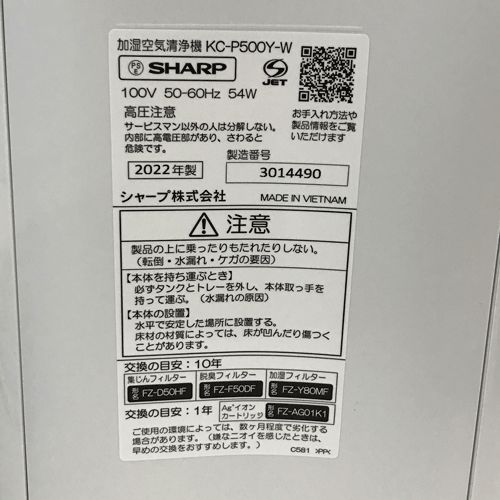 加湿空気清浄機 KC-P500Y-W
PS E SHARP S JET
100V 50-60Hz 54W
高圧注意
サービスマン以外の人は分解しない。
内部に高電圧部があり、さわると
危険です。
お手入れ方法や
製品情報をご覧
いただけます
2022年製 製造番号 3014490
シャープ株式会社 MADE IN VIETNAM
注意
製品の上に乗ったりもたれたりしない。
(転倒・水漏れ・ケガの要因)
【本体を持ち運ぶとき】
必ずタンクとトレーを外し、本体取っ手を
持って運ぶ。(水漏れの原因)
【本体の設置】
水平で安定した場所に設置する。
床材の材質によっては、床が凹んだり傷つく
ことがあります。
交換の目安:10年
集じんフィルター 脱臭フィルター 加湿フィルター
形名 FZ-D50HF 形名 FZ-F50DF 形名 FZ-Y80MF
交換の目安:1年 Ag+イオンカートリッジ 形名 FZ-AG01K1
ご使用の環境によっては、数ヶ月程度で劣化する
場合があります。(嫌なニオイを感じたときは、
早めの交換をおすすめします。)
C581 >PP<